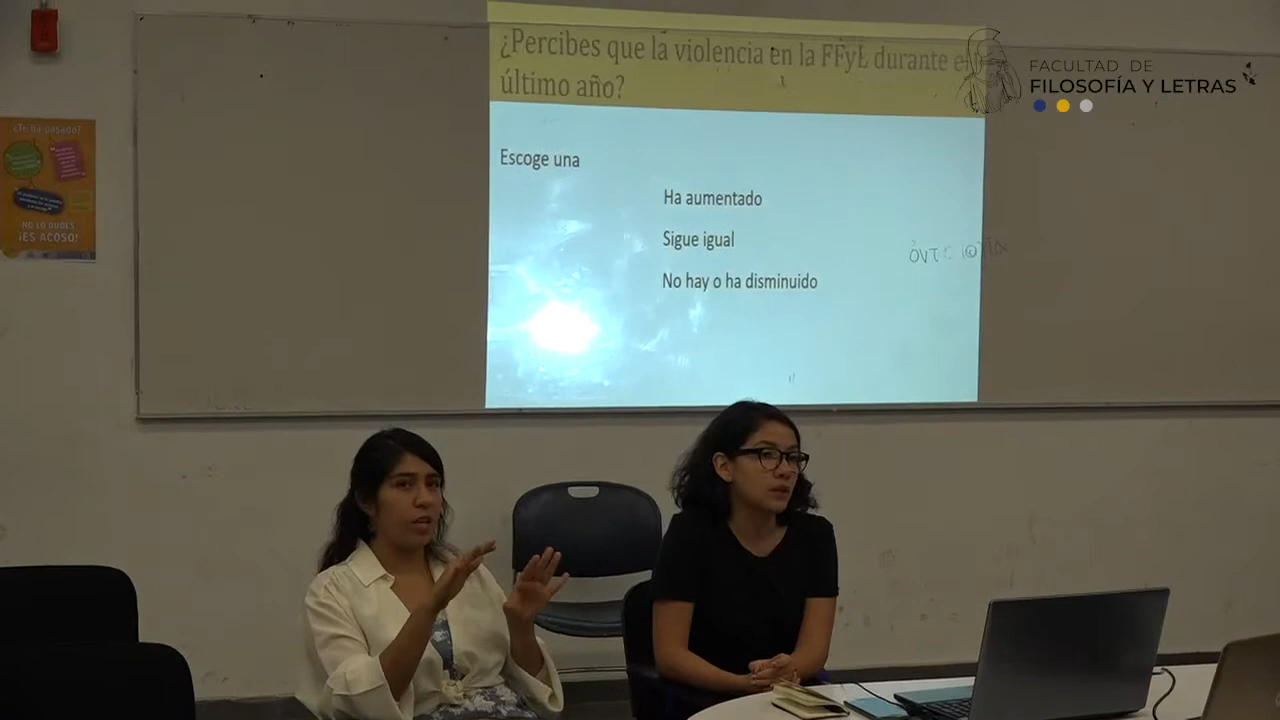 ¿Percibes que la violencia en la FFyL durante el
último año?
FACULTAD DE
FILOSOFÍA Y LETRAS
Escoge una
Ha aumentado
Sigue igual
No hay o ha disminuido
¿Te ha pasado?
NO LO DUDES
¡ES ACOSO!